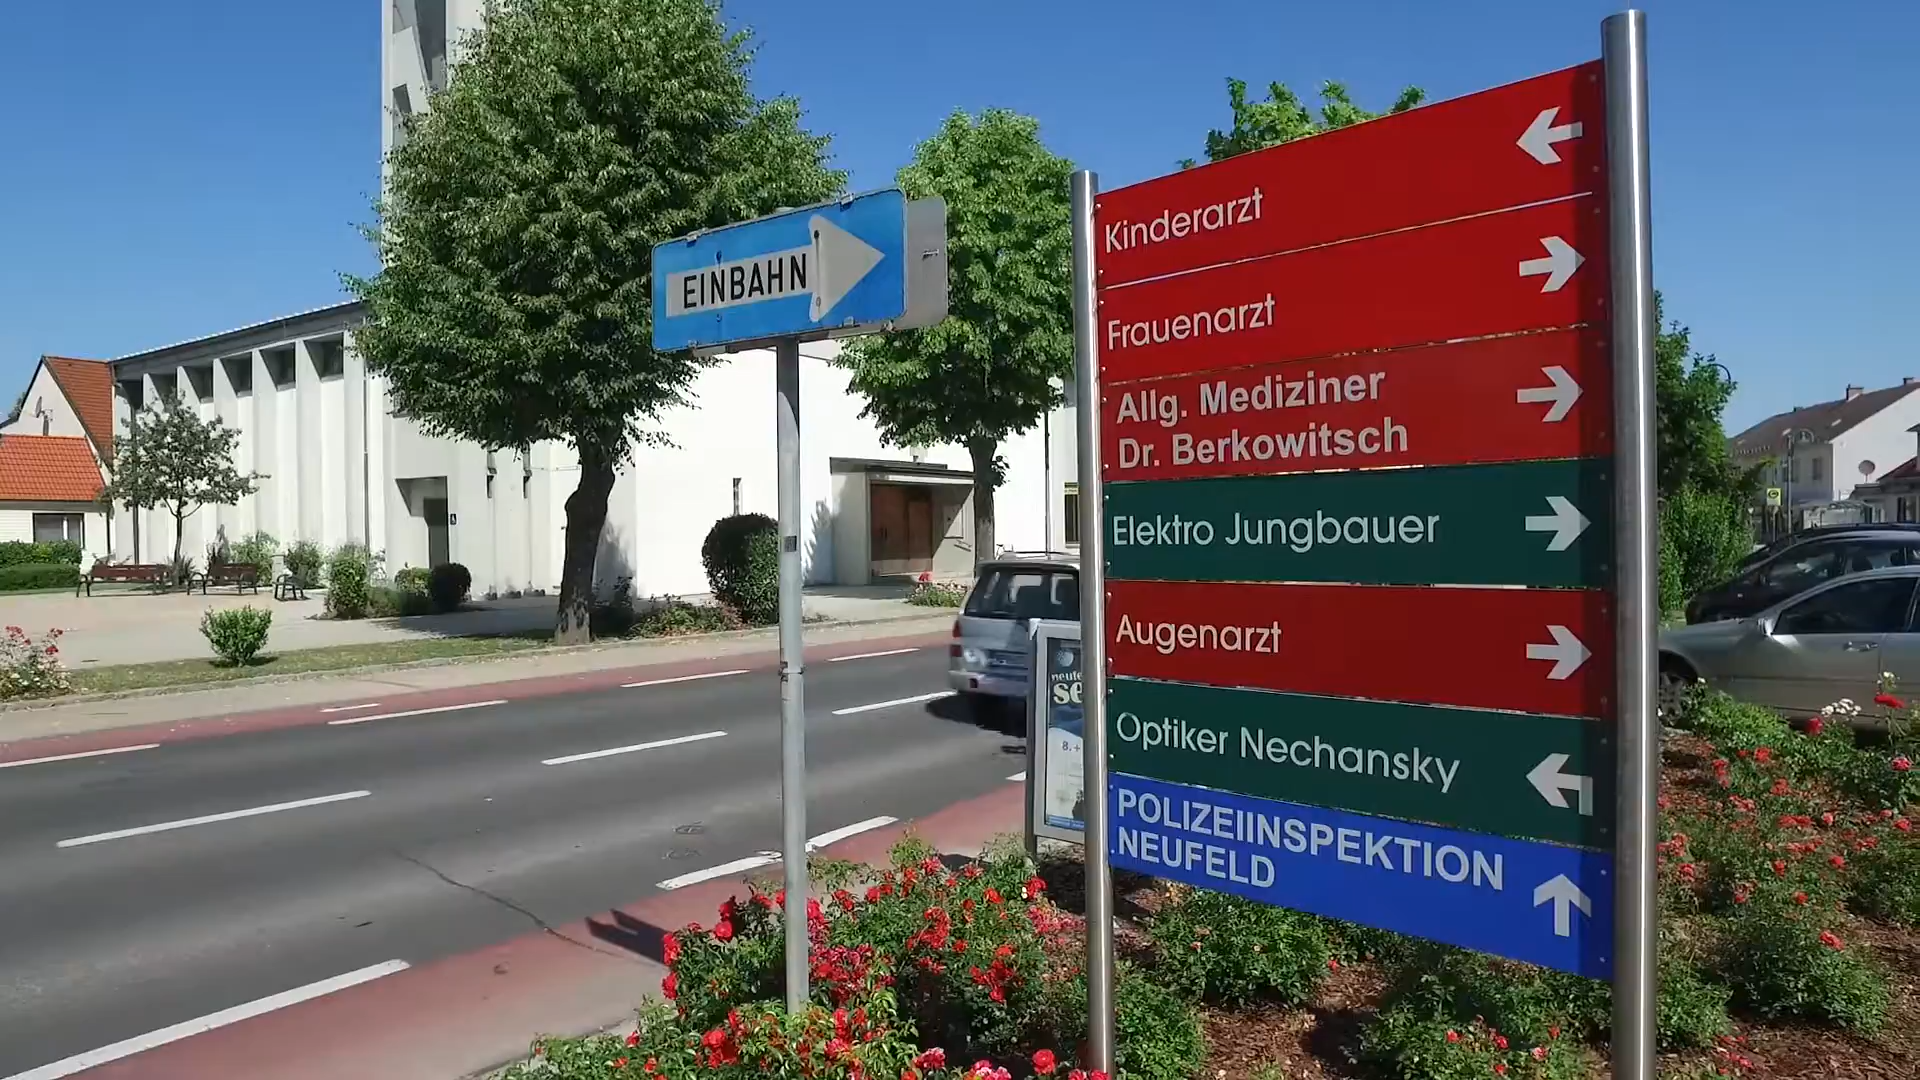 EINBAHN
Kinderarzt
Frauenarzt
Allg. Mediziner
Dr. Berkowitsch
Elektro Jungbauer
Augenarzt
Optiker Nechansky
POLIZEIINSPEKTION
NEUFELD